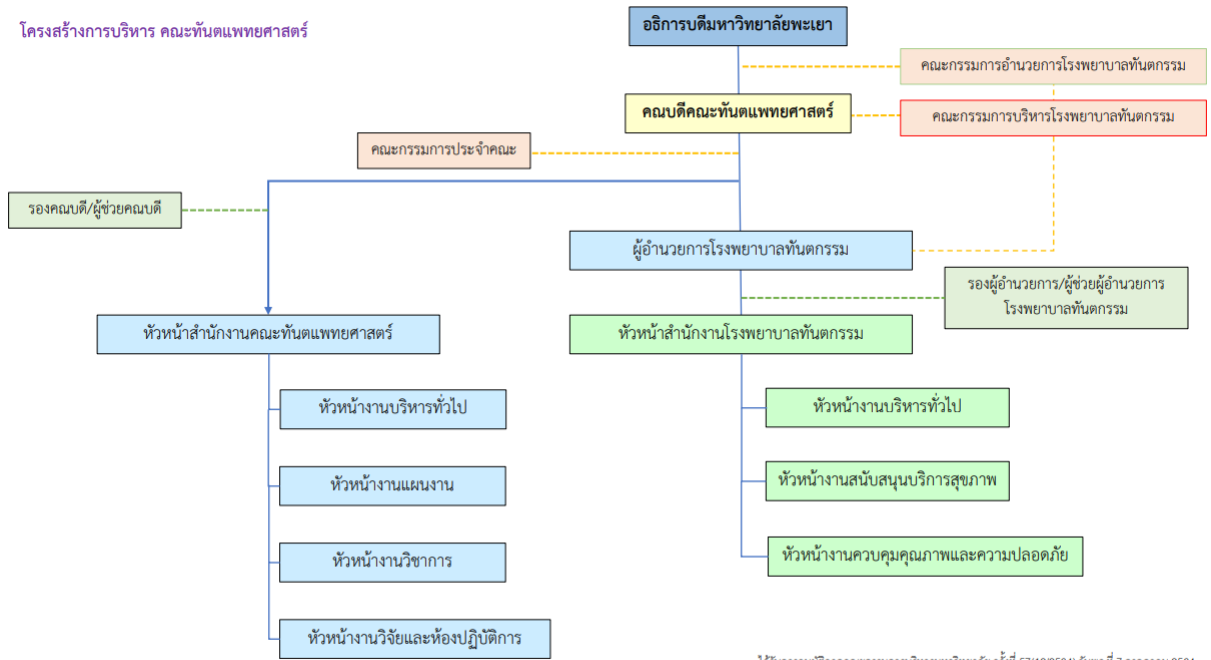 โครงสร้างการบริหาร คณะทันตแพทยศาสตร์
อธิการบดีมหาวิทยาลัยพะเยา
คณะกรรมการอำนวยการโรงพยาบาลทันตกรรม
คณบดีคณะทันตแพทยศาสตร์
คณะกรรมการบริหารโรงพยาบาลทันตกรรม
คณะกรรมการประจำคณะ
รองคณบดี/ผู้ช่วยคณบดี
ผู้อำนวยการโรงพยาบาลทันตกรรม
รองผู้อำนวยการ/ผู้ช่วยผู้อำนวยการ
โรงพยาบาลทันตกรรม
หัวหน้าสำนักงานคณะทันตแพทยศาสตร์
หัวหน้าสำนักงานโรงพยาบาลทันตกรรม
หัวหน้างานบริหารทั่วไป
หัวหน้างานแผนงาน
หัวหน้างานวิชาการ
หัวหน้างานวิจัยและห้องปฏิบัติการ
หัวหน้างานบริหารทั่วไป
หัวหน้างานสนับสนุนบริการสุขภาพ
หัวหน้างานควบคุมคุณภาพและความปลอดภัย